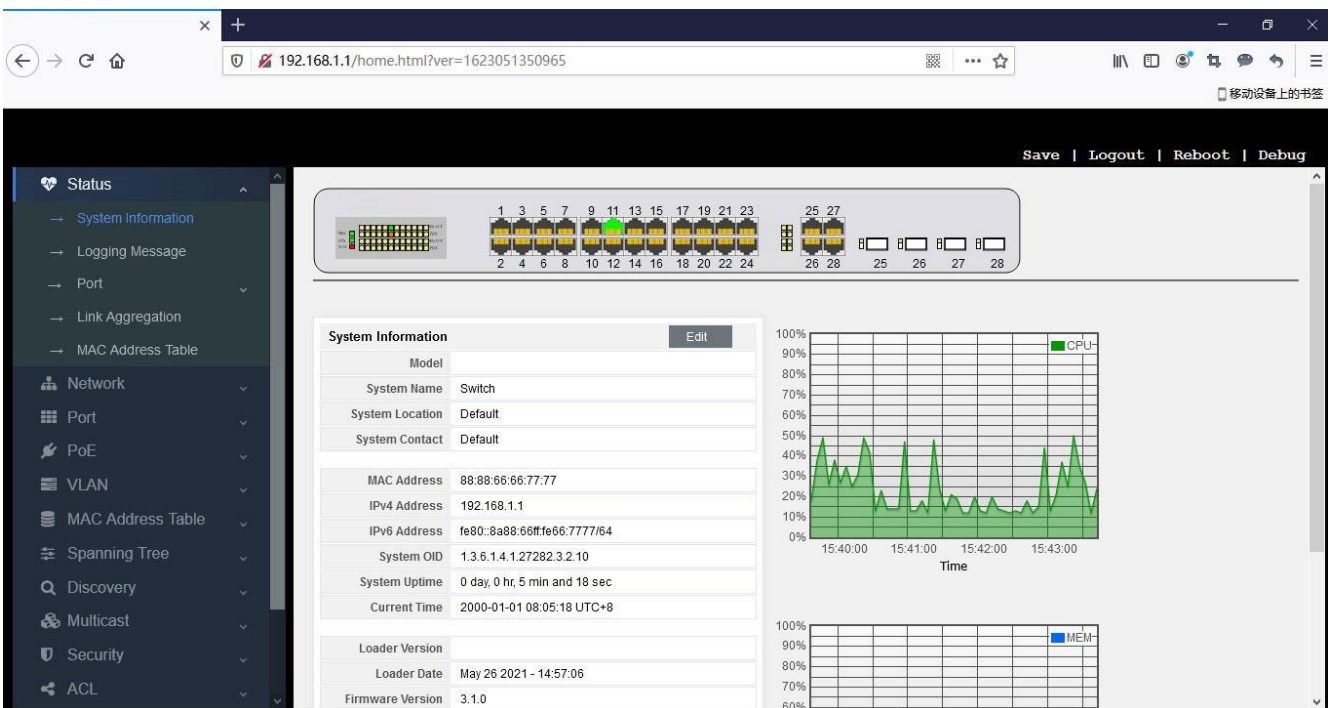 192.168.1.1/home.html?ver=1623051350965
移动设备上的书签
Save | Logout | Reboot | Debug
Status
System Information
Logging Message
Port
Link Aggregation
MAC Address Table
Network
Port
PoE
VLAN
MAC Address Table
Spanning Tree
Discovery
Multicast
Security
ACL
1 3 5 7 9 11 13 15 17 19 21 23 25 27
2 4 6 8 10 12 14 16 18 20 22 24 26 28 25 26 27 28
System Information Edit
Model
System Name Switch
System Location Default
System Contact Default
MAC Address 88:88:66:66:77:77
IPv4 Address 192.168.1.1
IPv6 Address fe80::8a88:66ff:fe66:7777/64
System OID 1.3.6.1.4.1.27282.3.2.10
System Uptime 0 day, 0 hr, 5 min and 18 sec
Current Time 2000-01-01 08:05:18 UTC+8
Loader Version
Loader Date May 26 2021 - 14:57:06
Firmware Version 3.1.0
100%
CPU
90%
80%
70%
60%
50%
40%
30%
20%
10%
0%
15:40:00 15:41:00 15:42:00 15:43:00
Time
100%
MEM
90%
80%
70%
60%